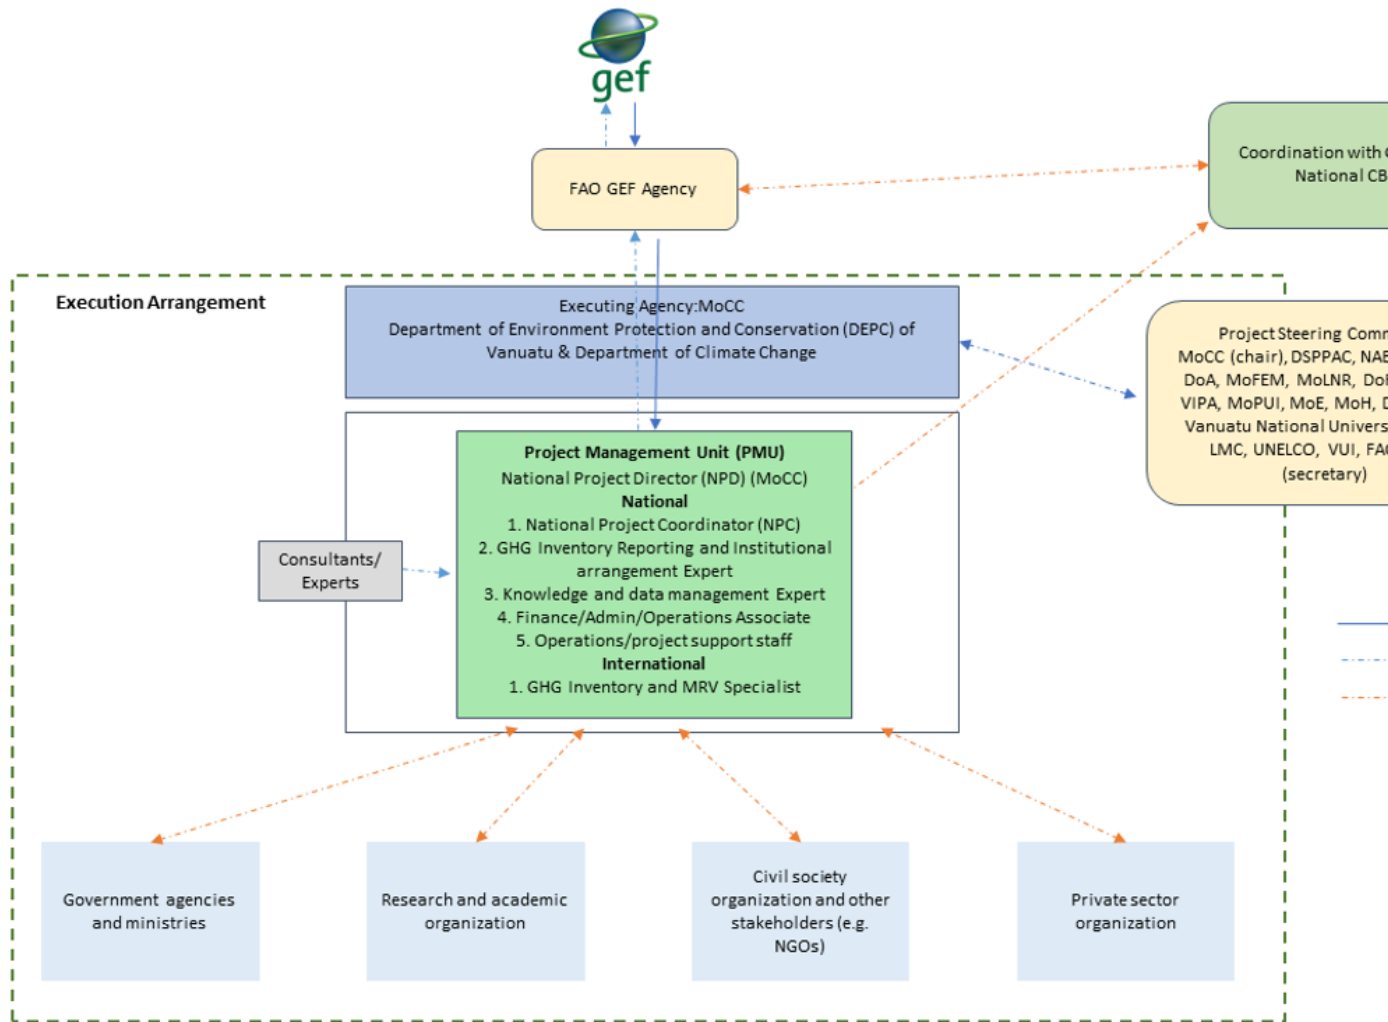 gef
FAO GEF Agency
Coordination with
National
Execution Arrangement
Executing Agency:MoCC
Department of Environment Protection and Conservation (DEPC) of
Vanuatu & Department of Climate Change
Project Steering
MoCC (chair), DSPPAC,
DoA, MoFEM, MoLNR,
VIPA, MoPUI, MoE, MoH,
Vanuatu National
LMC, UNELCO, VUI,
(secretary)
Project Management Unit (PMU)
National Project Director (NPD) (MoCC)
National
1. National Project Coordinator (NPC)
2. GHG Inventory Reporting and Institutional
arrangement Expert
3. Knowledge and data management Expert
4. Finance/Admin/Operations Associate
5. Operations/project support staff
International
1. GHG Inventory and MRV Specialist
Consultants/
Experts
Government agencies
and ministries
Research and academic
organization
Civil society
organization and other
stakeholders (e.g.
NGOs)
Private sector
organization